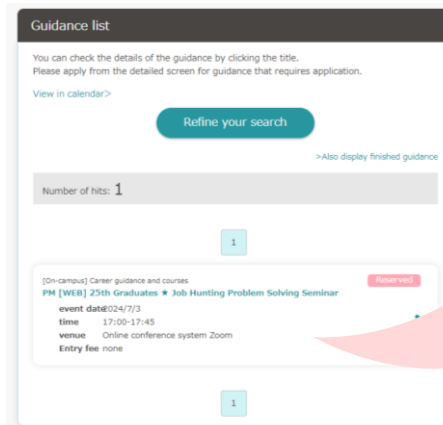 Guidance list
You can check the details of the guidance by clicking the title.
Please apply from the detailed screen for guidance that requires application.
View in calendar>
Refine your search
>Also display finished guidance
Number of hits: 1
1
[On-campus] Career guidance and courses
Reserved
PM [WEB] 25th Graduates ★ Job Hunting Problem Solving Seminar
event date 2024/7/3
time 17:00-17:45
venue Online conference system Zoom
Entry fee none
1